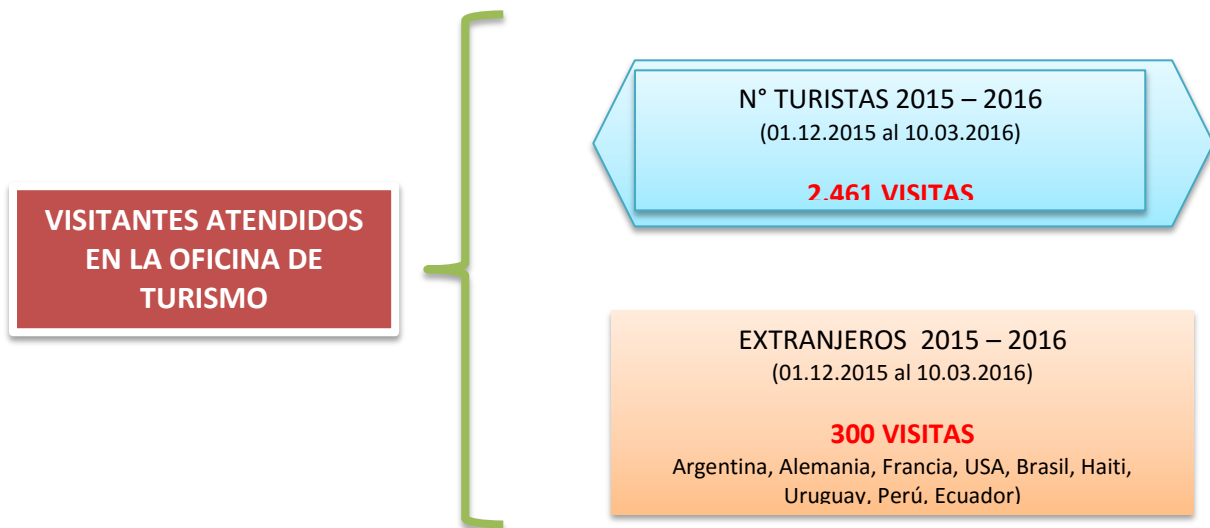 VISITANTES ATENDIDOS
EN LA OFICINA DE
TURISMO
N° TURISTAS 2015 – 2016
(01.12.2015 al 10.03.2016)
2.461 VISITAS
EXTRANJEROS 2015 – 2016
(01.12.2015 al 10.03.2016)
300 VISITAS
Argentina, Alemania, Francia, USA, Brasil, Haiti,
Uruguay, Perú, Ecuador)